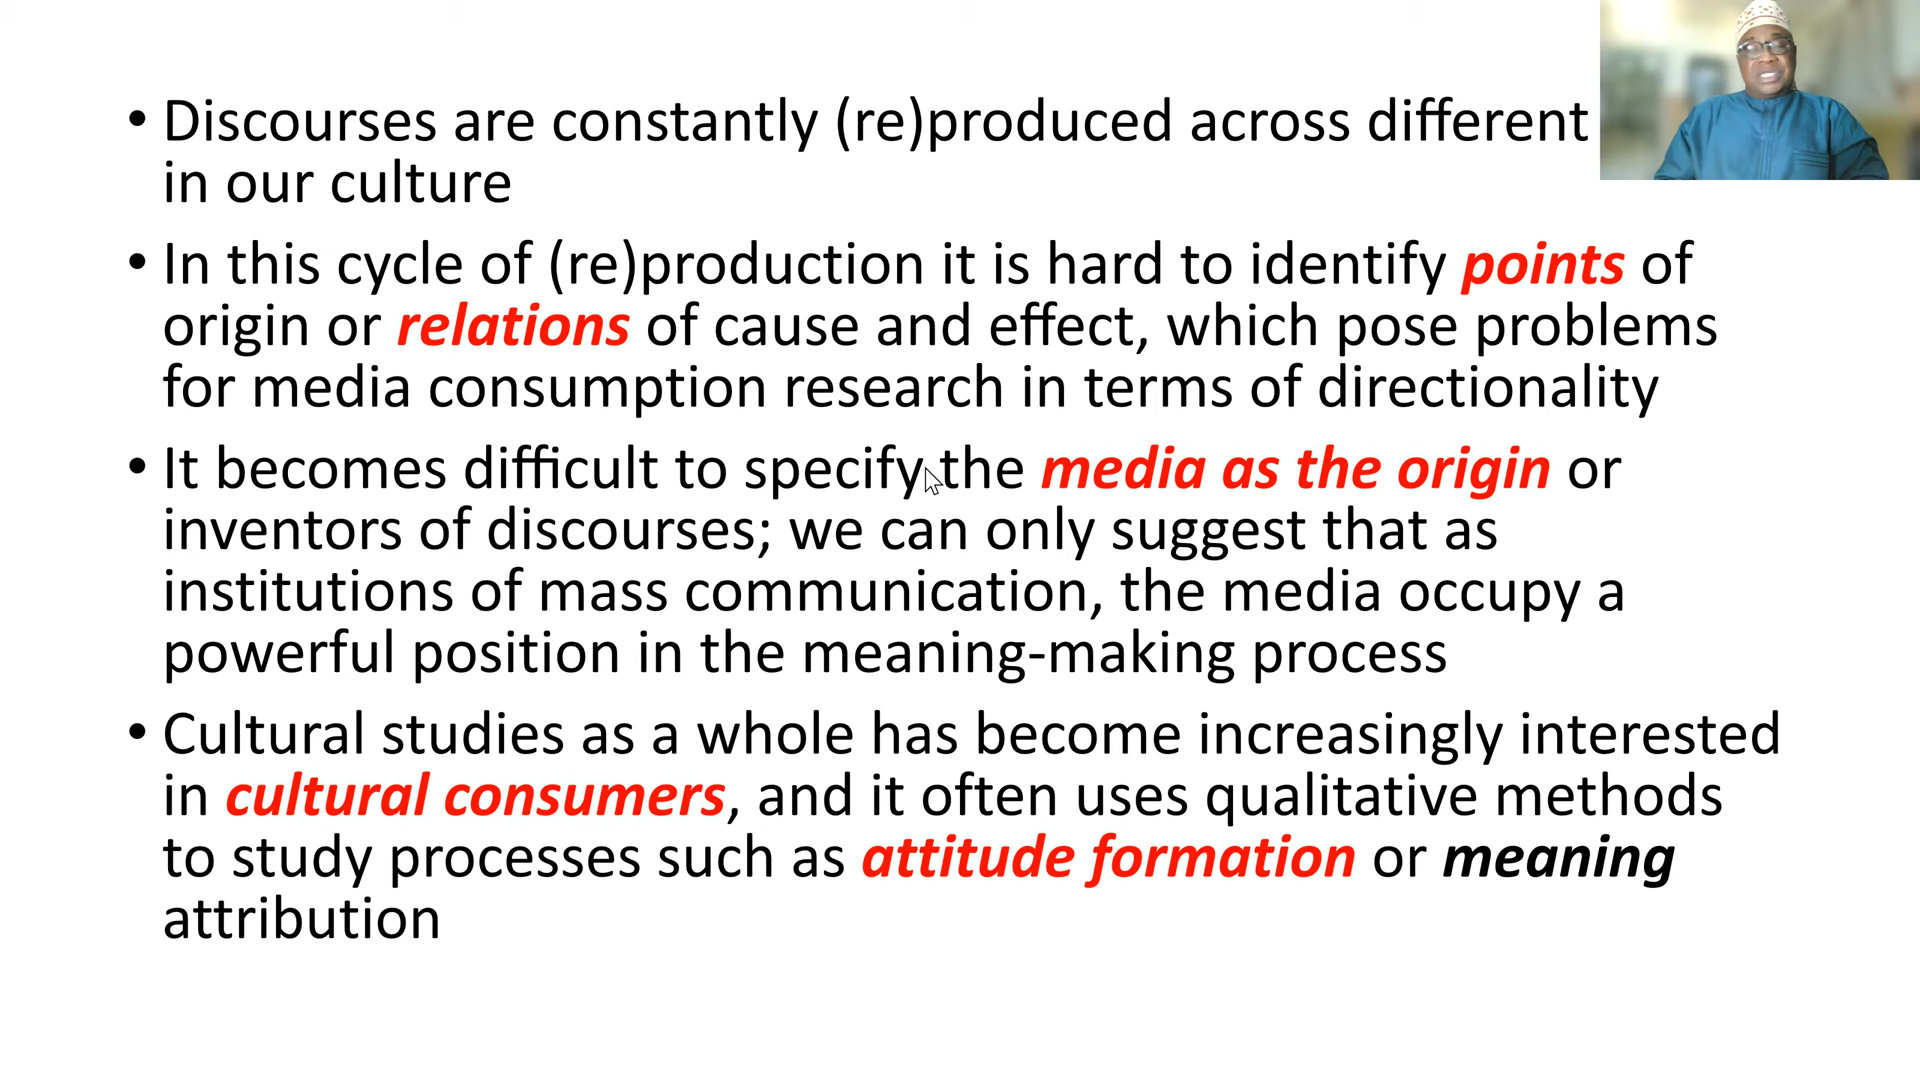 • Discourses are constantly (re)produced across different
in our culture
• In this cycle of (re)production it is hard to identify points of
origin or relations of cause and effect, which pose problems
for media consumption research in terms of directionality
• It becomes difficult to specify the media as the origin or
inventors of discourses; we can only suggest that as
institutions of mass communication, the media occupy a
powerful position in the meaning-making process
• Cultural studies as a whole has become increasingly interested
in cultural consumers, and it often uses qualitative methods
to study processes such as attitude formation or meaning
attribution